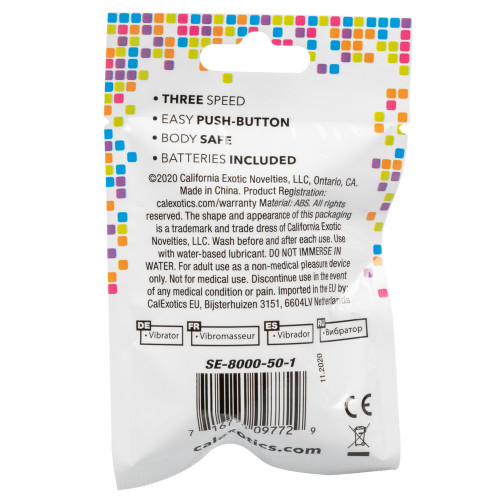 • THREE SPEED
• EASY PUSH-BUTTON
• BODY SAFE
• BATTERIES INCLUDED
©2020 California Exotic Novelties, LLC, Ontario, CA.
Made in China. Product Registration:
calexotics.com/warranty Material: ABS. All rights
reserved. The shape and appearance of this packaging
is a trademark and trade dress of California Exotic
Novelties, LLC. Wash before and after each use. Use
with water-based lubricant. DO NOT IMMERSE IN
WATER. For adult use as a non-medical pleasure device
only. Not for medical use. Discontinue use in the event
of any medical condition or pain. Imported in the EU by:
CalExotics EU, Bijsterhuizen 3151, 6604LV Netherlands
DE FR ES RU
• Vibrator • Vibromasseur • Vibrador • Вибратор
SE-8000-50-1
11.2020
CE
7 09772 9
calexotics.com